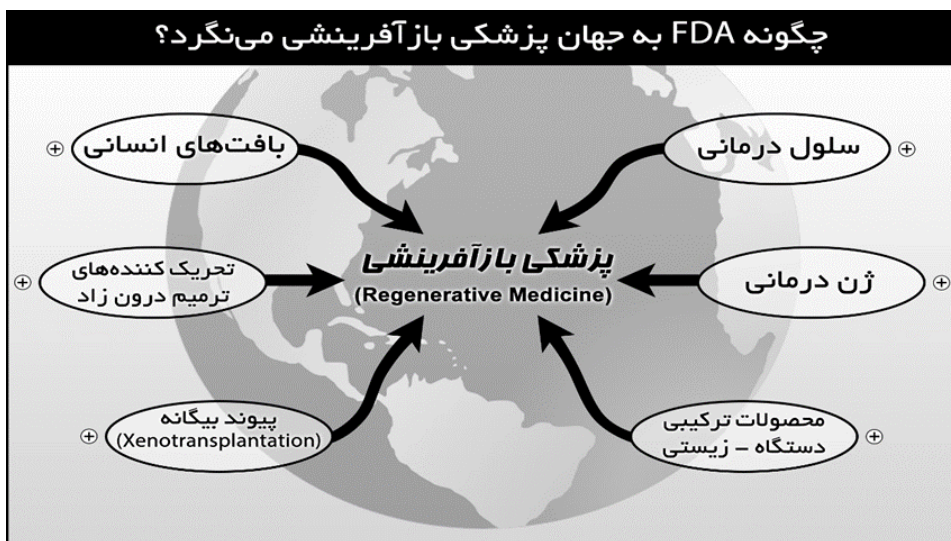 چگونه FDA به جهان پزشکی بازآفرینشی می‌نگرد؟
سلول درمانی
بافت‌های انسانی
پزشکی بازآفرینشی
(Regenerative Medicine)
ژن درمانی
تحریک کننده‌های
ترمیم درون زاد
محصولات ترکیبی
دستگاه - زیستی
پیوند بیگانه
(Xenotransplantation)